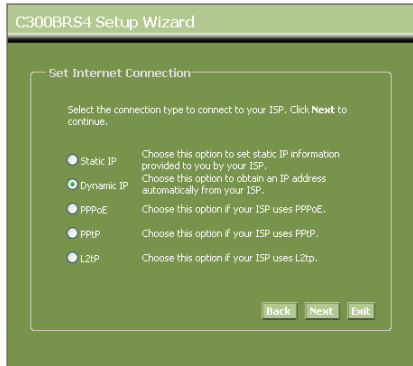 C300BRS4 Setup Wizard
Set Internet Connection
Select the connection type to connect to your ISP. Click Next to
continue.
Static IP
Choose this option to set static IP information
provided to you by your ISP.
Dynamic IP
Choose this option to obtain an IP address
automatically from your ISP.
PPPoE
Choose this option if your ISP uses PPPoE.
PPtP
Choose this option if your ISP uses PPtP.
L2tP
Choose this option if your ISP uses L2tp.
Back Next Exit